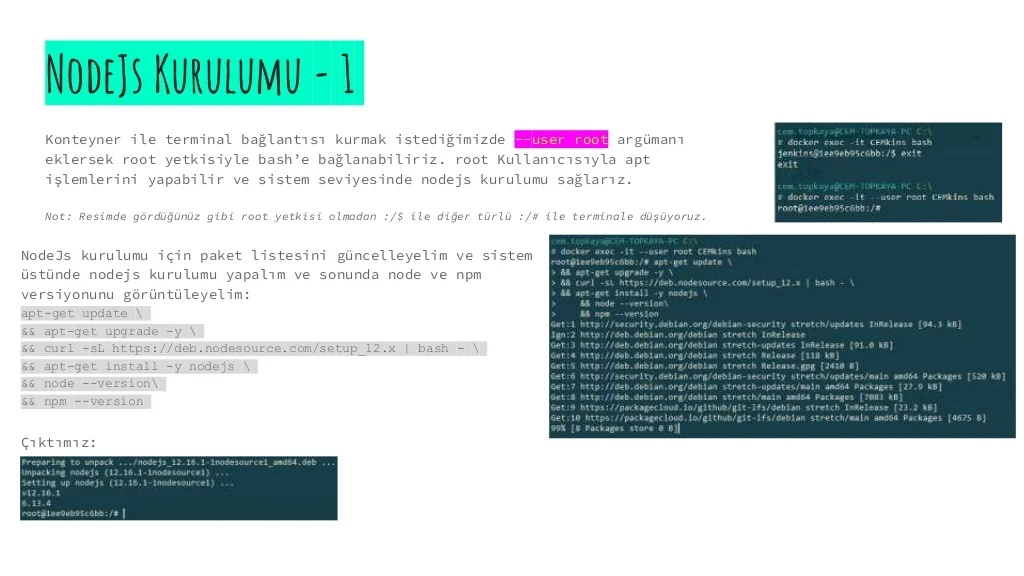 NodeJs Kurulumu - 1
Konteyner ile terminal bağlantısı kurmak istediğimizde --user root argümanı
eklersek root yetkisiyle bash’e bağlanabiliriz. root Kullanıcısıyla apt
işlemlerini yapabilir ve sistem seviyesinde nodejs kurulumu sağlarız.
Not: Resimde gördüğünüz gibi root yetkisi olmadan :/$ ile diğer türlü :/# ile terminale düşüyoruz.
cem.topkaya@CEM-TOPKAYA-PC C:\
# docker exec -it CEMkins bash
jenkins@1ee9eb95c6bb:/$ exit
exit
cem.topkaya@CEM-TOPKAYA-PC C:\
# docker exec -it --user root CEMkins bash
root@1ee9eb95c6bb:/#
NodeJs kurulumu için paket listesini güncelleyelim ve sistem
üstünde nodejs kurulumu yapalım ve sonunda node ve npm
versiyonunu görüntüleyelim:
apt-get update \
&& apt-get upgrade -y \
&& curl -sL https://deb.nodesource.com/setup_12.x | bash - \
&& apt-get install -y nodejs \
&& node --version\
&& npm --version
cem.topkaya@CEM-TOPKAYA-PC C:\
# docker exec -it --user root CEMkins bash
root@1ee9eb95c6bb:/# apt-get update \
> && apt-get upgrade -y \
> && curl -sL https://deb.nodesource.com/setup_12.x | bash - \
> && apt-get install -y nodejs \
> && node --version\
> && npm --version
Get:1 http://security.debian.org/debian-security stretch/updates InRelease [94.3 kB]
Ign:2 http://deb.debian.org/debian stretch InRelease
Get:3 http://deb.debian.org/debian stretch-updates InRelease [91.0 kB]
Get:4 http://deb.debian.org/debian stretch Release [118 kB]
Get:5 http://deb.debian.org/debian stretch Release.gpg [2410 B]
Get:6 http://security.debian.org/debian-security stretch/updates/main amd64 Packages [520 kB]
Get:7 http://deb.debian.org/debian stretch-updates/main amd64 Packages [27.9 kB]
Get:8 http://deb.debian.org/debian stretch/main amd64 Packages [7083 kB]
Get:9 https://packagecloud.io/github/git-lfs/debian stretch InRelease [23.2 kB]
Get:10 https://packagecloud.io/github/git-lfs/debian stretch/main amd64 Packages [4675 B]
99% [8 Packages store 0 B]
Çıktımız:
Preparing to unpack .../nodejs_12.16.1-1nodesource1_amd64.deb ...
Unpacking nodejs (12.16.1-1nodesource1) ...
Setting up nodejs (12.16.1-1nodesource1) ...
v12.16.1
6.13.4
root@1ee9eb95c6bb:/#